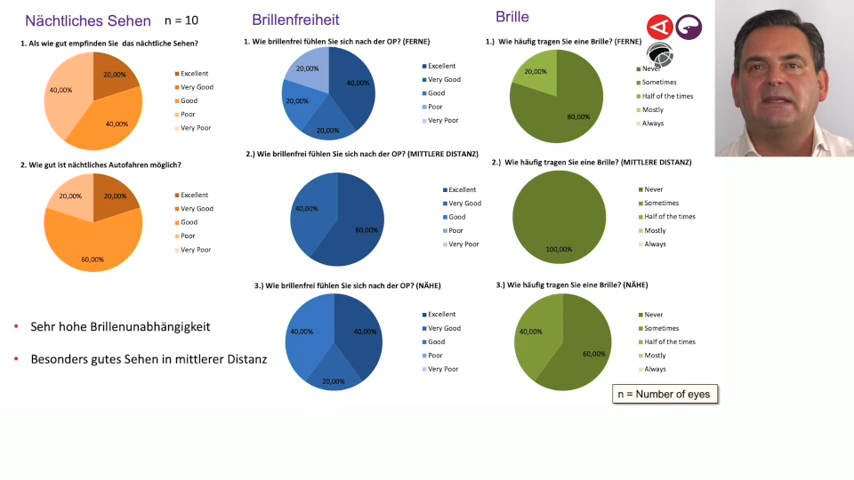 Nächtliches Sehen n = 10
1. Als wie gut empfinden Sie das nächtliche Sehen?
20,00%
40,00%
40,00%
Excellent
Very Good
Good
Poor
Very Poor
2. Wie gut ist nächtliches Autofahren möglich?
20,00%
20,00%
60,00%
Excellent
Very Good
Good
Poor
Very Poor
• Sehr hohe Brillenunabhängigkeit
• Besonders gutes Sehen in mittlerer Distanz
Brillenfreiheit
1. Wie brillenfrei fühlen Sie sich nach der OP? (FERNE)
20,00%
40,00%
20,00%
20,00%
Excellent
Very Good
Good
Poor
Very Poor
2.) Wie brillenfrei fühlen Sie sich nach der OP? (MITTLERE DISTANZ)
40,00%
60,00%
Excellent
Very Good
Good
Poor
Very Poor
3.) Wie brillenfrei fühlen Sie sich nach der OP? (NÄHE)
40,00%
40,00%
20,00%
Excellent
Very Good
Good
Poor
Very Poor
Brille
1.) Wie häufig tragen Sie eine Brille? (FERNE)
20,00%
80,00%
Never
Sometimes
Half of the times
Mostly
Always
2.) Wie häufig tragen Sie eine Brille? (MITTLERE DISTANZ)
100,00%
Never
Sometimes
Half of the times
Mostly
Always
3.) Wie häufig tragen Sie eine Brille? (NÄHE)
40,00%
60,00%
Never
Sometimes
Half of the times
Mostly
Always
n = Number of eyes